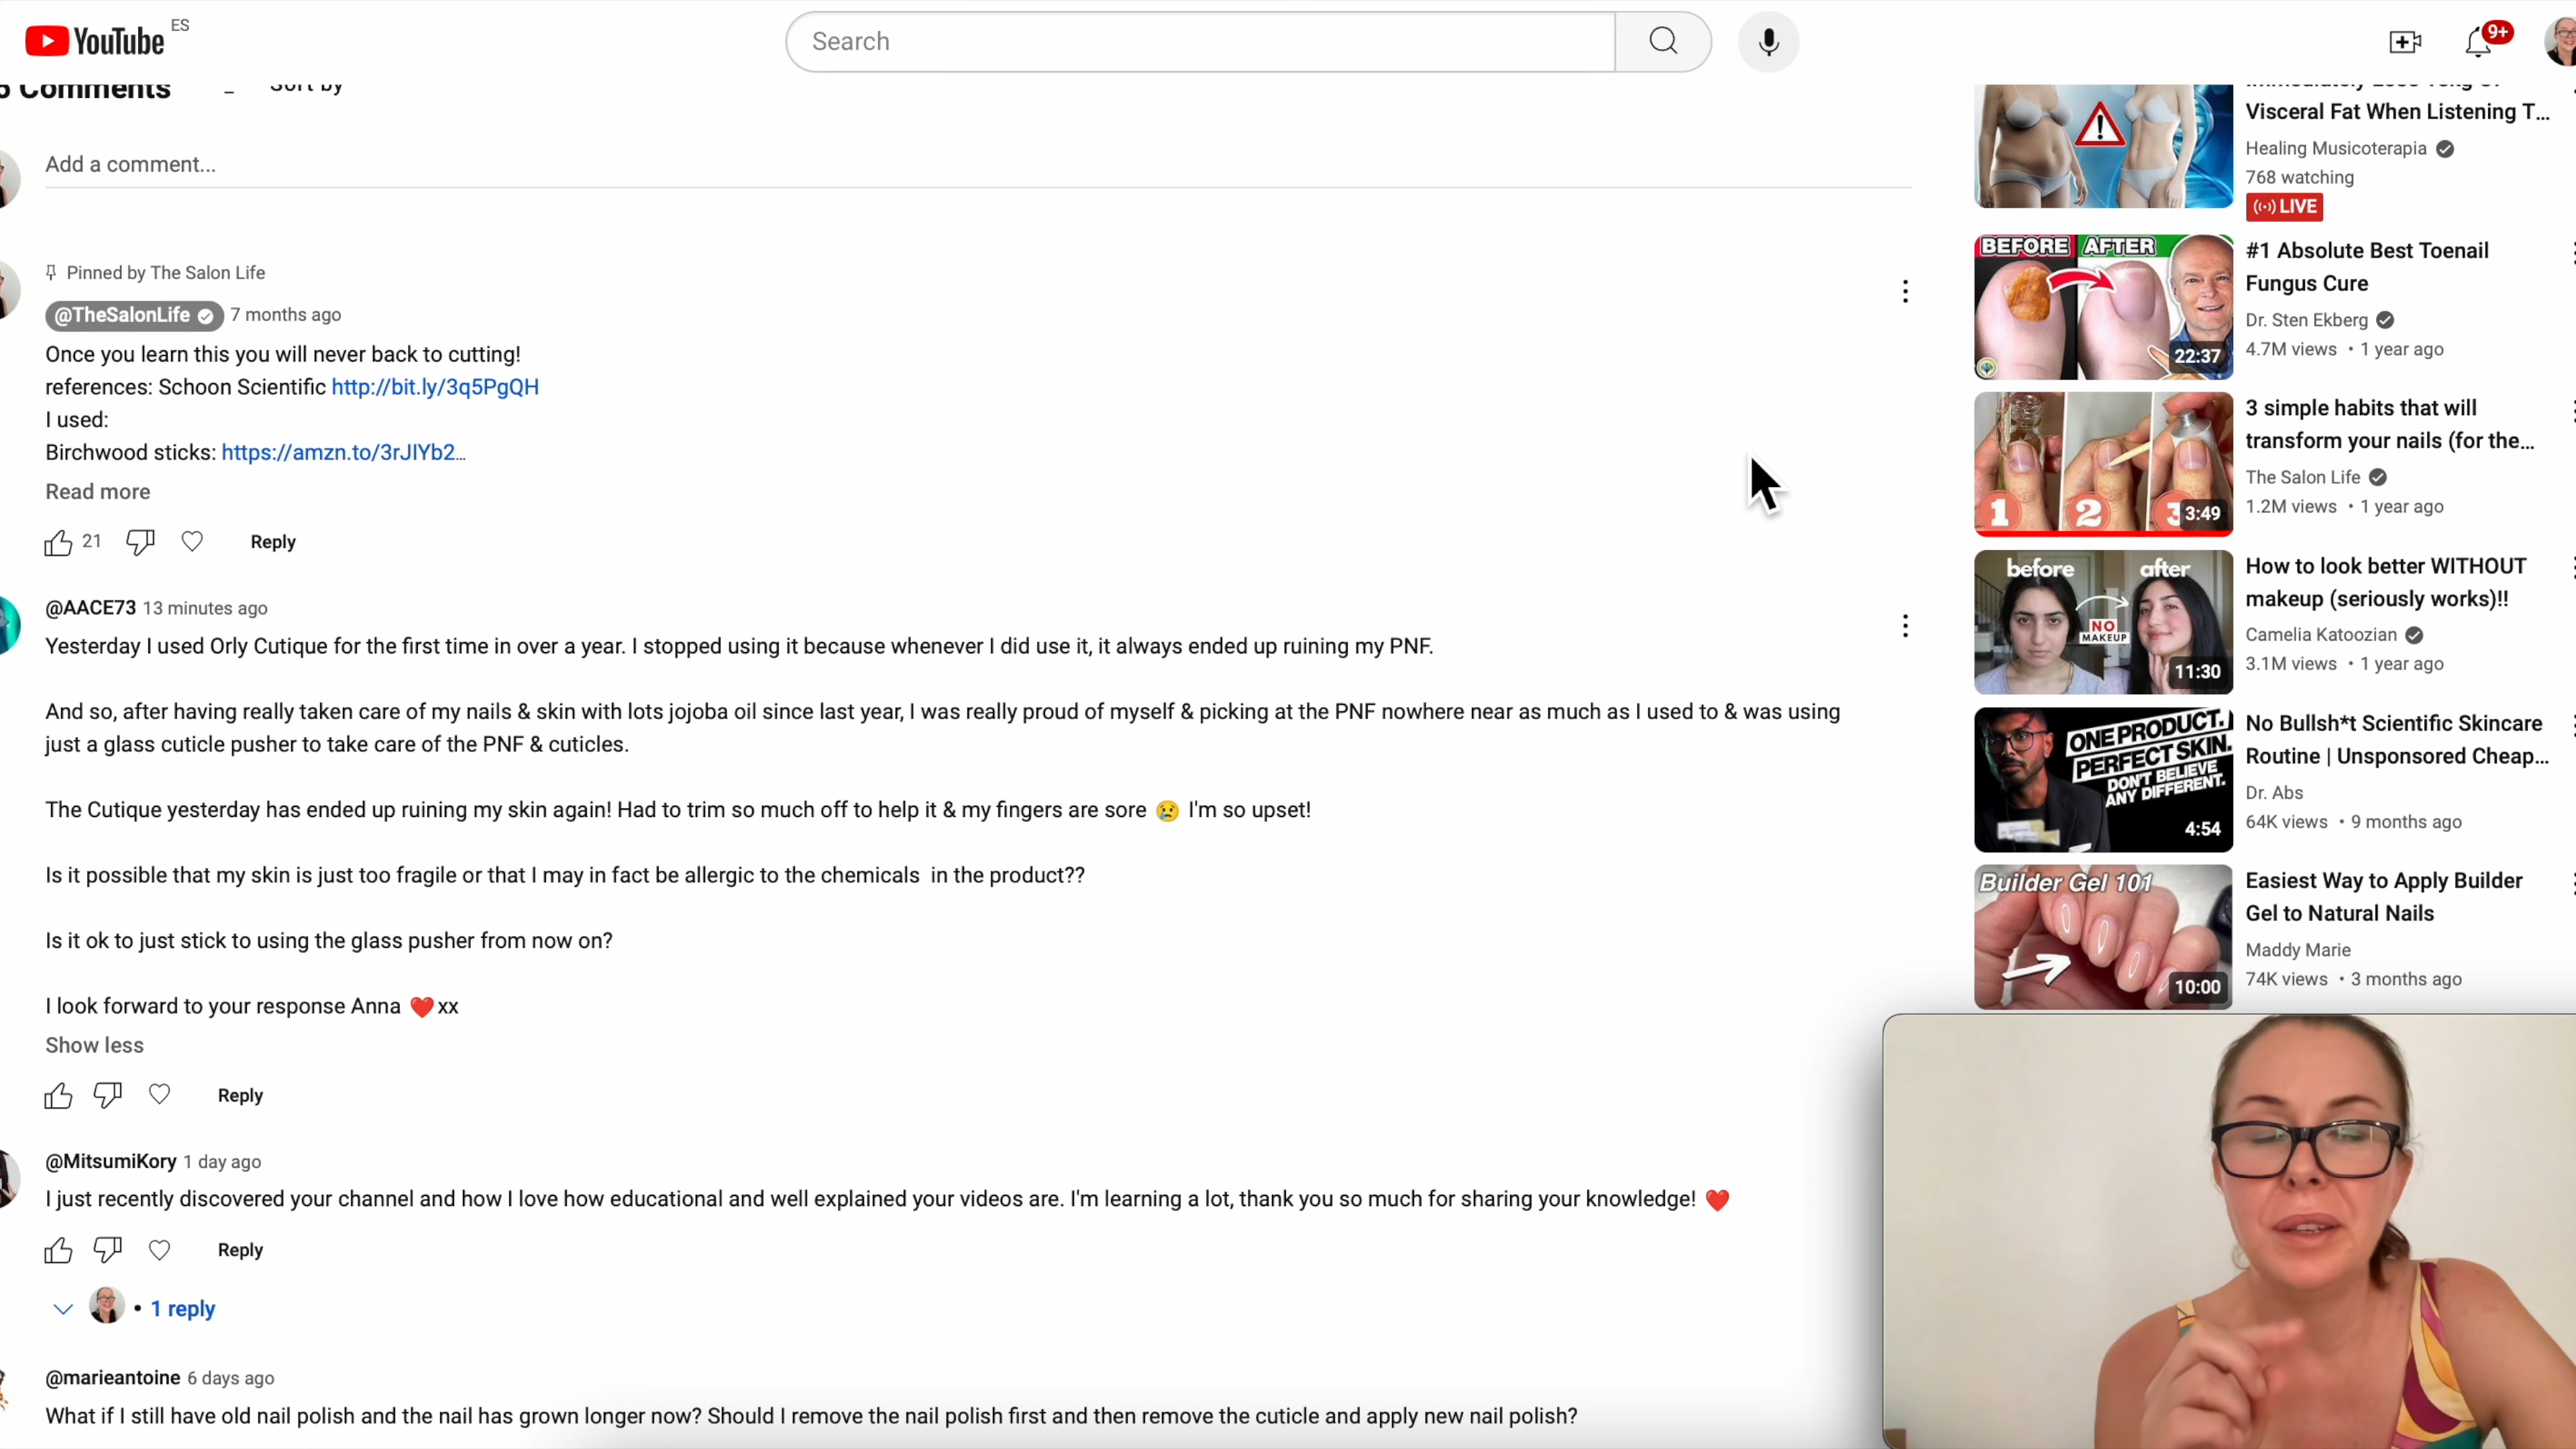 YouTube ES
Search
9+
Comments
Sort by
Add a comment...
Pinned by The Salon Life
@TheSalonLife 7 months ago
Once you learn this you will never back to cutting!
references: Schoon Scientific http://bit.ly/3q5PgQH
I used:
Birchwood sticks: https://amzn.to/3rJIYb2...
Read more
21 Reply
@AACE73 13 minutes ago
Yesterday I used Orly Cutique for the first time in over a year. I stopped using it because whenever I did use it, it always ended up ruining my PNF.
And so, after having really taken care of my nails & skin with lots jojoba oil since last year, I was really proud of myself & picking at the PNF nowhere near as much as I used to & was using
just a glass cuticle pusher to take care of the PNF & cuticles.
The Cutique yesterday has ended up ruining my skin again! Had to trim so much off to help it & my fingers are sore 😢 I'm so upset!
Is it possible that my skin is just too fragile or that I may in fact be allergic to the chemicals in the product??
Is it ok to just stick to using the glass pusher from now on?
I look forward to your response Anna ❤️xx
Show less
Reply
@MitsumiKory 1 day ago
I just recently discovered your channel and how I love how educational and well explained your videos are. I'm learning a lot, thank you so much for sharing your knowledge! ❤️
Reply
• 1 reply
@marieantoine 6 days ago
What if I still have old nail polish and the nail has grown longer now? Should I remove the nail polish first and then remove the cuticle and apply new nail polish?
Visceral Fat When Listening T...
Healing Musicoterapia
768 watching
LIVE
BEFORE AFTER
22:37
#1 Absolute Best Toenail
Fungus Cure
Dr. Sten Ekberg
4.7M views • 1 year ago
1 2 3 3:49
3 simple habits that will
transform your nails (for the...
The Salon Life
1.2M views • 1 year ago
before after
NO
MAKEUP
11:30
How to look better WITHOUT
makeup (seriously works)!!
Camelia Katoozian
3.1M views • 1 year ago
ONE PRODUCT.
PERFECT SKIN.
DON'T BELIEVE
ANY DIFFERENT.
4:54
No Bullsh*t Scientific Skincare
Routine | Unsponsored Cheap...
Dr. Abs
64K views • 9 months ago
Builder Gel 101
10:00
Easiest Way to Apply Builder
Gel to Natural Nails
Maddy Marie
74K views • 3 months ago